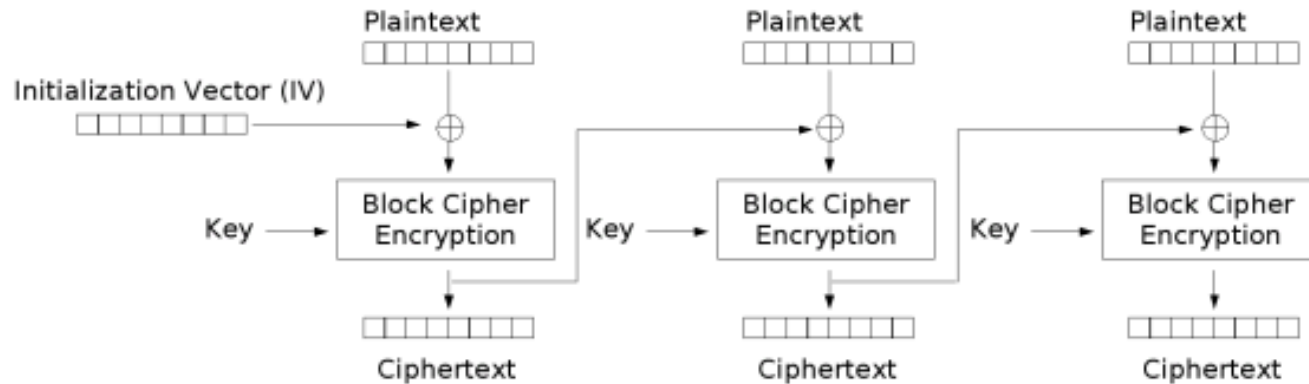 Plaintext Plaintext Plaintext
Initialization Vector (IV)
Key Block Cipher Encryption Key Block Cipher Encryption Key Block Cipher Encryption
Ciphertext Ciphertext Ciphertext